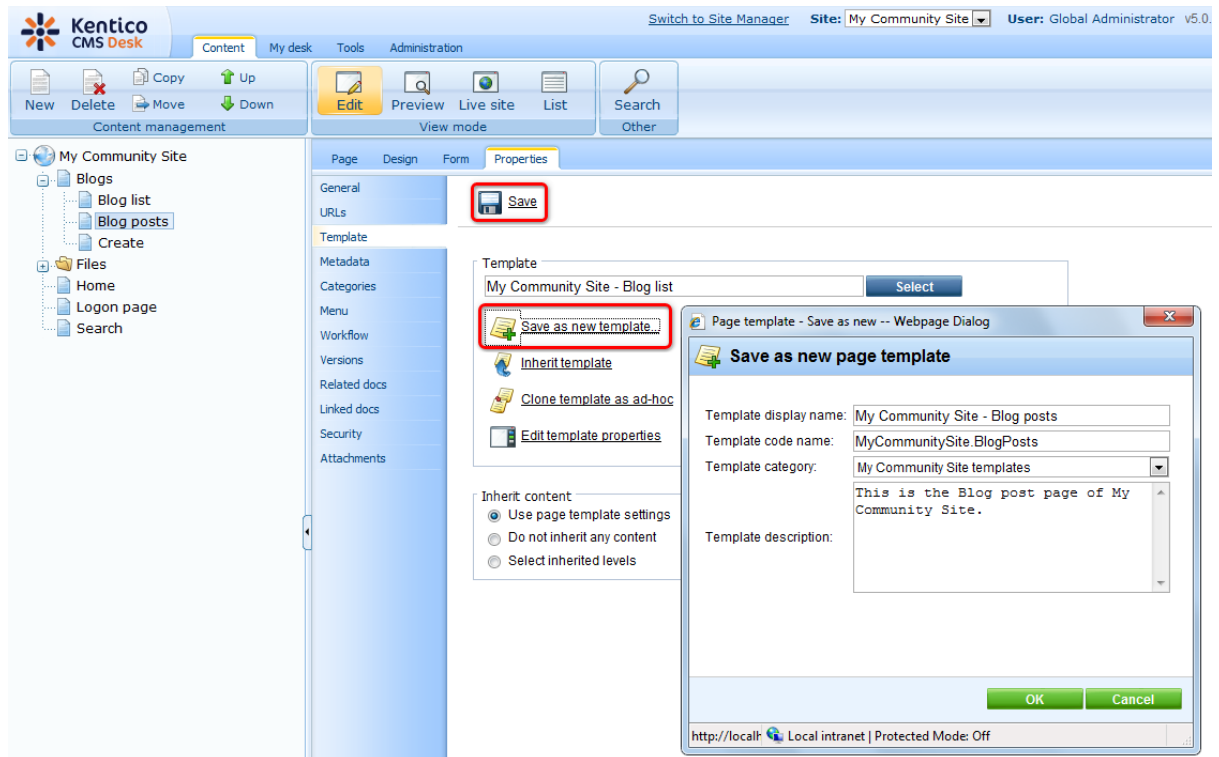 Kentico
CMS Desk
Switch to Site Manager Site: My Community Site User: Global Administrator v5.0.
Content My desk Tools Administration
New Delete Copy Move Up Down
Content management
Edit Preview Live site List
View mode
Search
Other
My Community Site
Blogs
Blog list
Blog posts
Create
Files
Home
Logon page
Search
Page Design Form Properties
General
URLs
Template
Metadata
Categories
Menu
Workflow
Versions
Related docs
Linked docs
Security
Attachments
Save
Template
My Community Site - Blog list Select
Save as new template...
Inherit template
Clone template as ad-hoc
Edit template properties
Inherit content
Use page template settings
Do not inherit any content
Select inherited levels
Page template - Save as new -- Webpage Dialog
Save as new page template
Template display name: My Community Site - Blog posts
Template code name: MyCommunitySite.BlogPosts
Template category: My Community Site templates
Template description:
This is the Blog post page of My
Community Site.
OK Cancel
http://localh Local intranet | Protected Mode: Off